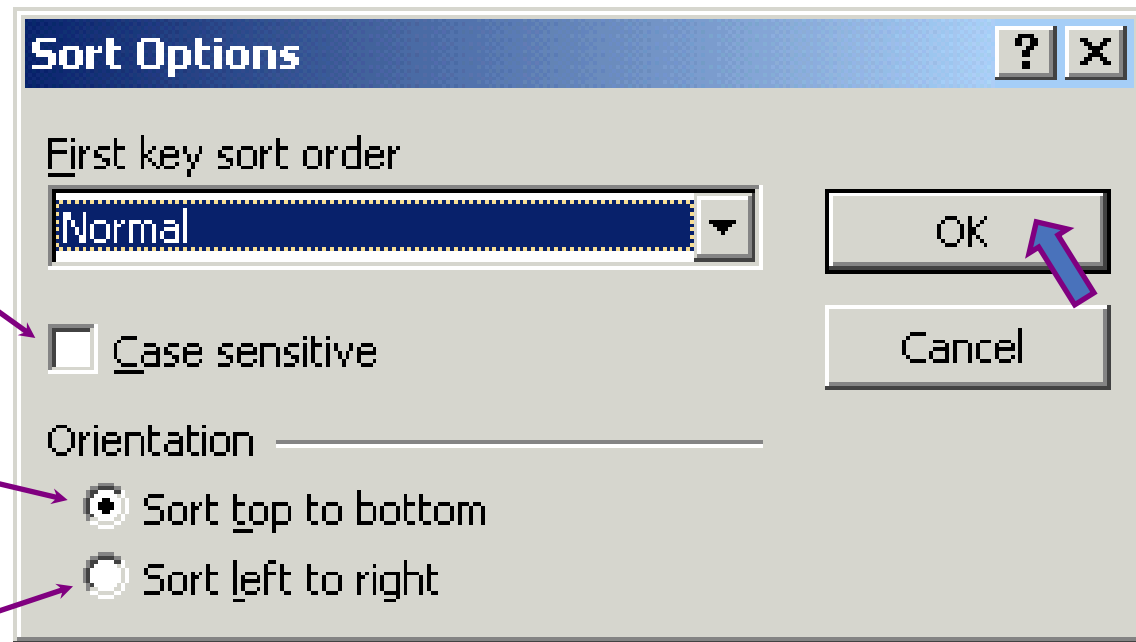 Sort Options
?
First key sort order
Normal
OK
Case sensitive
Cancel
Orientation
Sort top to bottom
Sort left to right